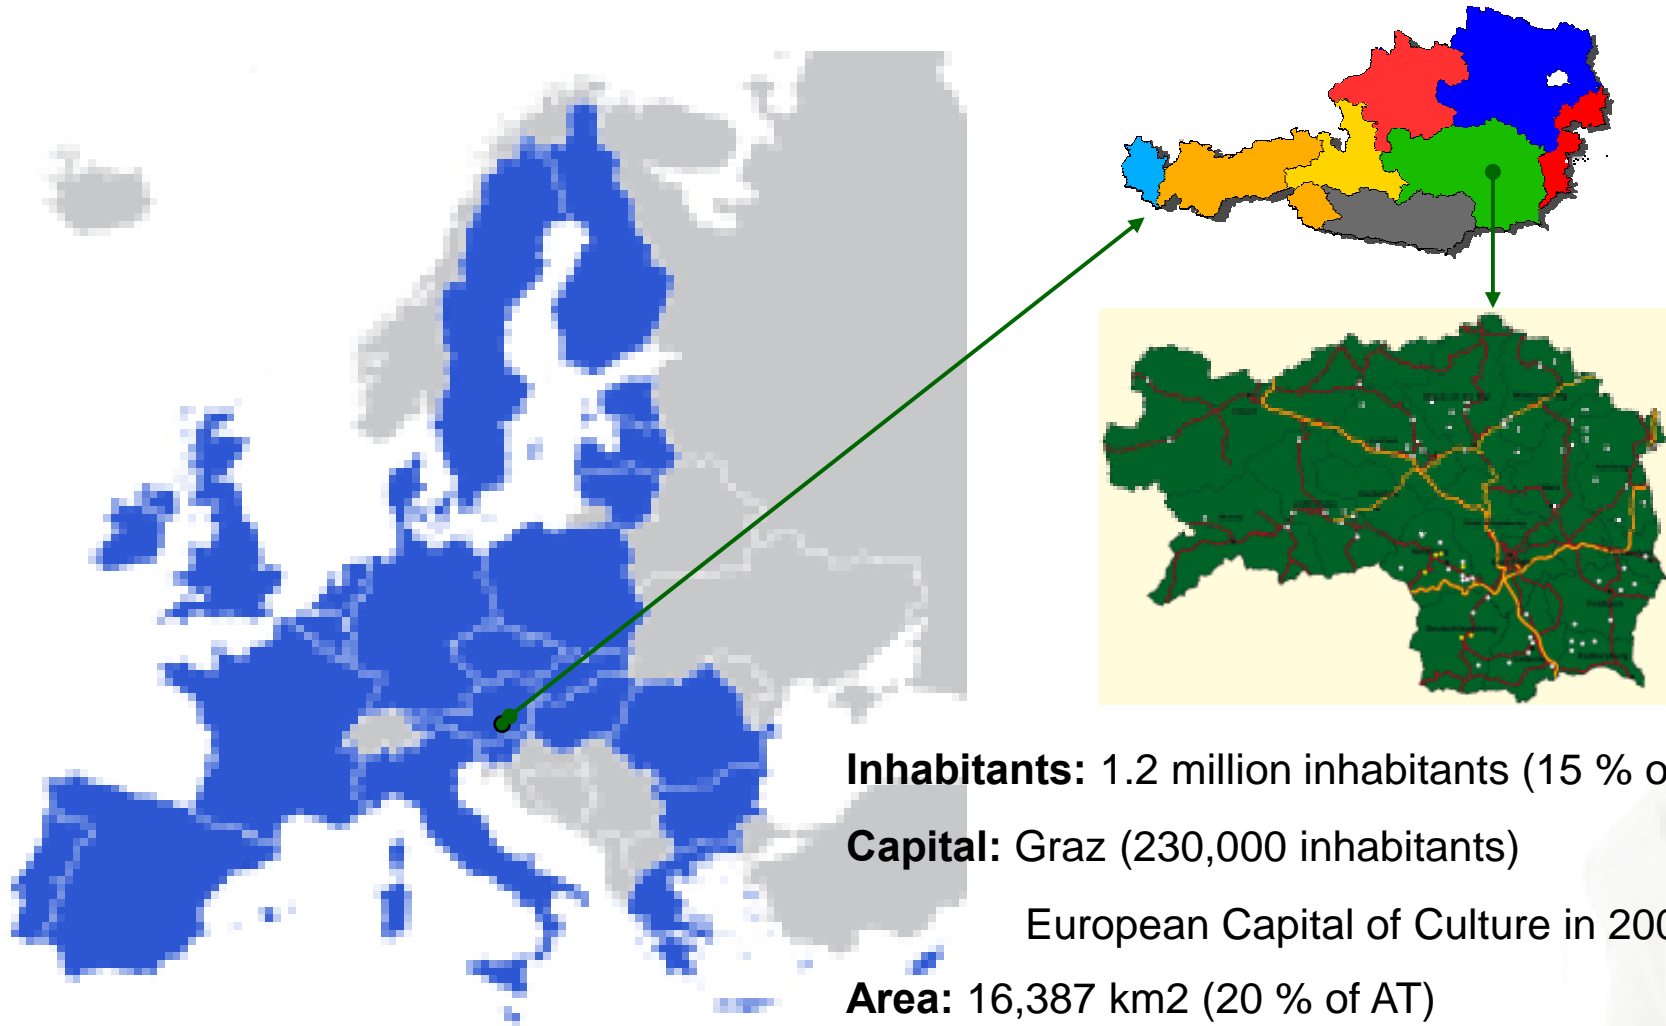 Inhabitants: 1.2 million inhabitants (15 % o
Capital: Graz (230,000 inhabitants)
European Capital of Culture in 200
Area: 16,387 km2 (20 % of AT)